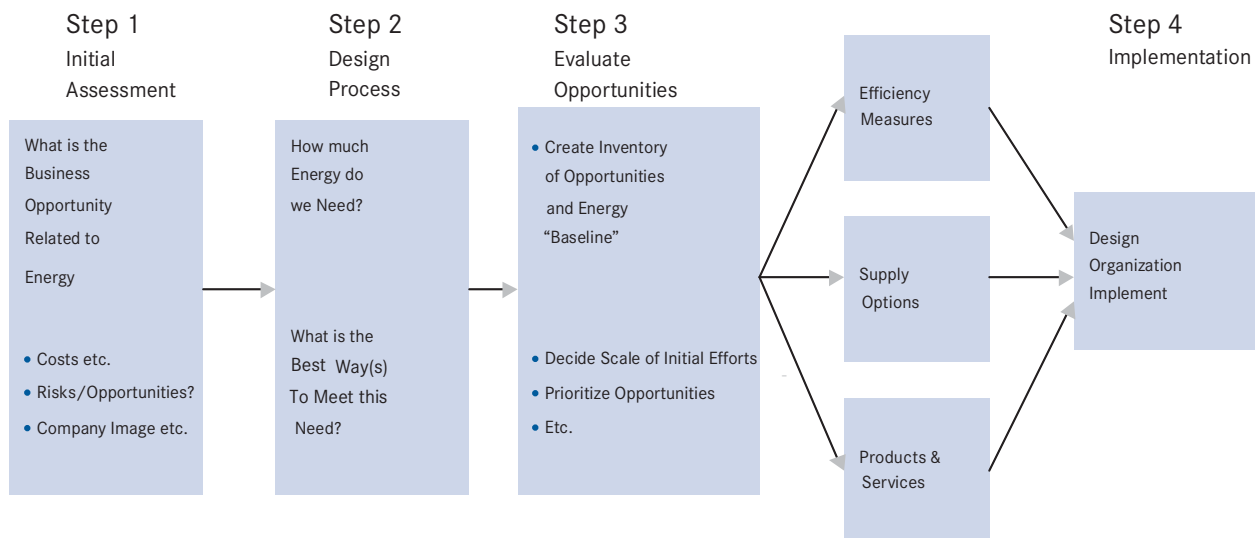 Step 1
Initial
Assessment
What is the
Business
Opportunity
Related to
Energy
• Costs etc.
• Risks/Opportunities?
• Company Image etc.
Step 2
Design
Process
How much
Energy do
we Need?
What is the
Best Way(s)
To Meet this
Need?
Step 3
Evaluate
Opportunities
• Create Inventory
of Opportunities
and Energy
“Baseline”
• Decide Scale of Initial Efforts
• Prioritize Opportunities
• Etc.
Efficiency
Measures
Supply
Options
Products &
Services
Step 4
Implementation
Design
Organization
Implement